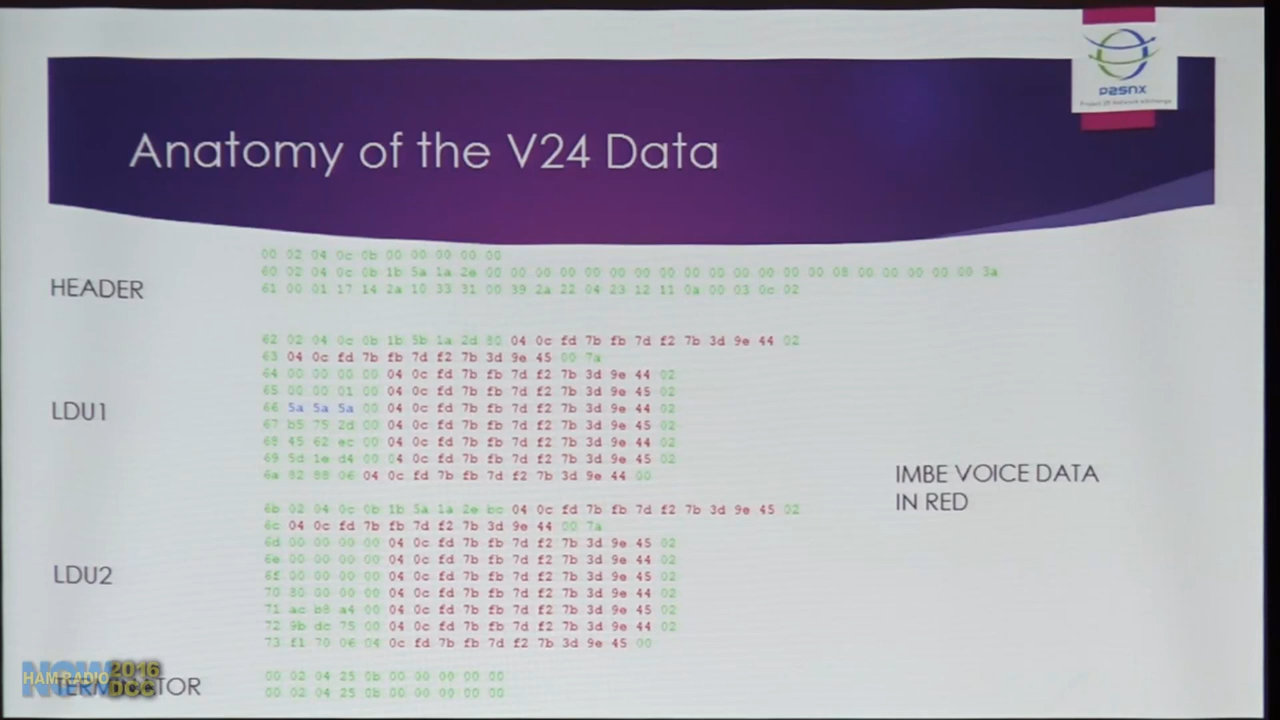 P25NX
Project 25 Network eXchange
Anatomy of the V24 Data
HEADER
00 02 04 0c 0b 00 00 00 00 00
60 02 04 0c 0b 1b 5a 1a 2e 00 00 00 00 00 00 00 00 00 00 00 00 00 00 08 00 00 00 00 00 3a
61 00 01 17 14 2a 10 33 31 00 39 2a 22 04 23 12 11 0a 00 03 0c 02
LDU1
62 02 04 0c 0b 1b 5b 1a 2d 80 04 0c fd 7b fb 7d f2 7b 3d 9e 44 02
63 04 0c fd 7b fb 7d f2 7b 3d 9e 45 00 7a
64 00 00 00 00 04 0c fd 7b fb 7d f2 7b 3d 9e 44 02
65 00 00 01 00 04 0c fd 7b fb 7d f2 7b 3d 9e 45 02
66 5a 5a 5a 00 04 0c fd 7b fb 7d f2 7b 3d 9e 44 02
67 b5 75 2d 00 04 0c fd 7b fb 7d f2 7b 3d 9e 45 02
68 45 62 ec 00 04 0c fd 7b fb 7d f2 7b 3d 9e 44 02
69 5d 1e d4 00 04 0c fd 7b fb 7d f2 7b 3d 9e 45 02
6a 82 88 06 04 0c fd 7b fb 7d f2 7b 3d 9e 44 00
IMBE VOICE DATA
IN RED
LDU2
6b 02 04 0c 0b 1b 5a 1a 2e bc 04 0c fd 7b fb 7d f2 7b 3d 9e 45 02
6c 04 0c fd 7b fb 7d f2 7b 3d 9e 44 00 7a
6d 00 00 00 00 04 0c fd 7b fb 7d f2 7b 3d 9e 45 02
6e 00 00 00 00 04 0c fd 7b fb 7d f2 7b 3d 9e 44 02
6f 00 00 00 00 04 0c fd 7b fb 7d f2 7b 3d 9e 45 02
70 80 00 00 00 04 0c fd 7b fb 7d f2 7b 3d 9e 44 02
71 ac b8 a4 00 04 0c fd 7b fb 7d f2 7b 3d 9e 45 02
72 9b dc 75 00 04 0c fd 7b fb 7d f2 7b 3d 9e 44 02
73 f1 70 06 04 0c fd 7b fb 7d f2 7b 3d 9e 45 00
TERMINATOR
00 02 04 25 0b 00 00 00 00 00
00 02 04 25 0b 00 00 00 00 00
HAM RADIO NOW 2016 DCC